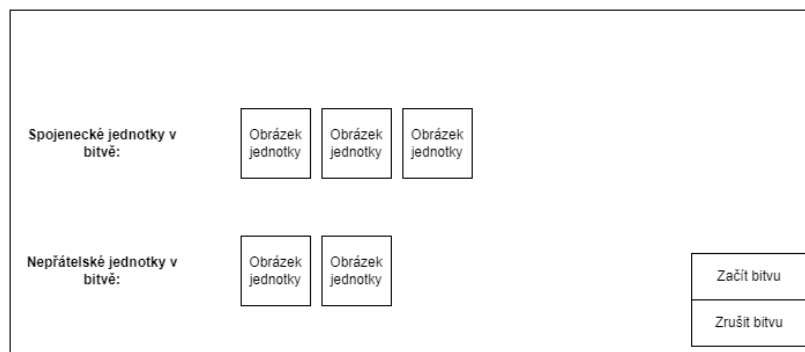 Spojenecké jednotky v
bitvě:
Obrázek
jednotky
Obrázek
jednotky
Obrázek
jednotky
Nepřátelské jednotky v
bitvě:
Obrázek
jednotky
Obrázek
jednotky
Začít bitvu
Zrušit bitvu